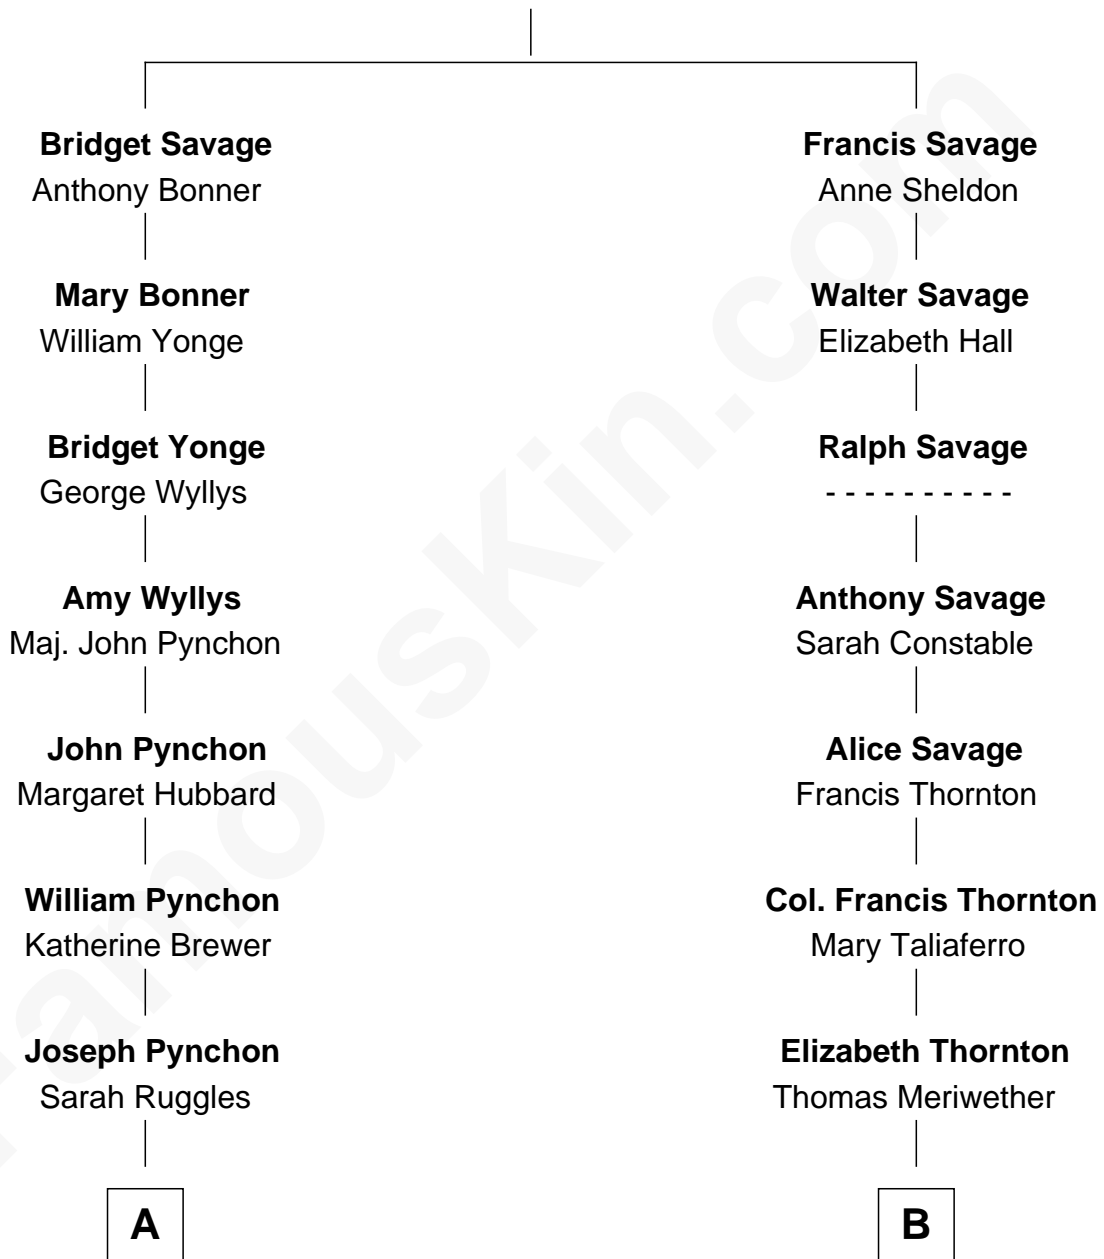 Bridget Savage
Anthony Bonner
Mary Bonner
William Yonge
Bridget Yonge
George Wyllys
Amy Wyllys
Maj. John Pynchon
John Pynchon
Margaret Hubbard
William Pynchon
Katherine Brewer
Joseph Pynchon
Sarah Ruggles
A
Francis Savage
Anne Sheldon
Walter Savage
Elizabeth Hall
Ralph Savage
- - - - - - - - - -
Anthony Savage
Sarah Constable
Alice Savage
Francis Thornton
Col. Francis Thornton
Mary Taliaferro
Elizabeth Thornton
Thomas Meriwether
B
FamousKin.com